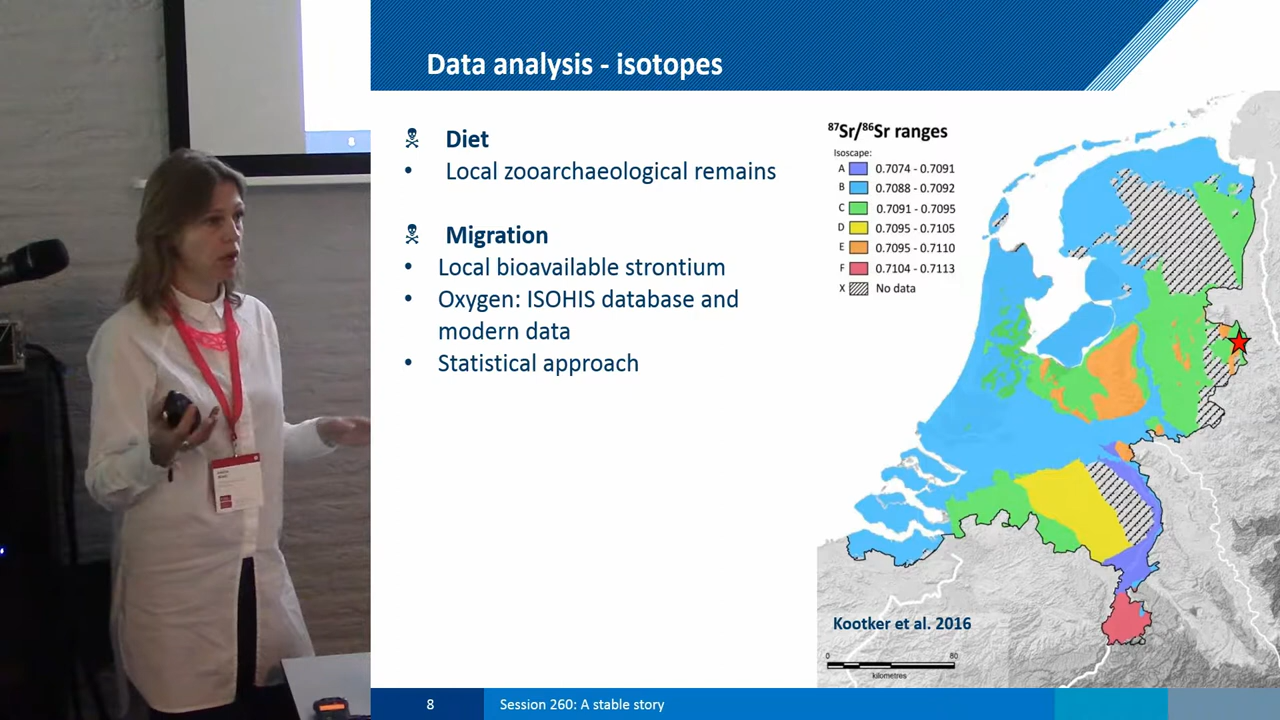 Data analysis - isotopes
Diet
• Local zooarchaeological remains
Migration
• Local bioavailable strontium
• Oxygen: ISOHIS database and
modern data
• Statistical approach
87Sr/86Sr ranges
Isoscape:
A 0.7074 - 0.7091
B 0.7088 - 0.7092
C 0.7091 - 0.7095
D 0.7095 - 0.7105
E 0.7095 - 0.7110
F 0.7104 - 0.7113
X No data
Kootker et al. 2016
0 80
kilometres
8 Session 260: A stable story
8